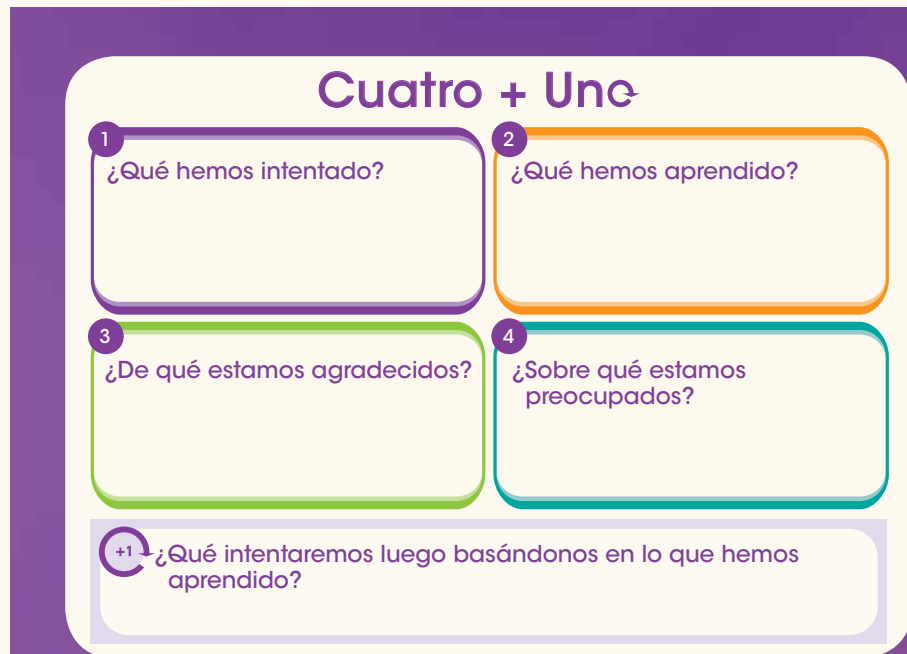 Cuatro + Uno
1
¿Qué hemos intentado?
2
¿Qué hemos aprendido?
3
¿De qué estamos agradecidos?
4
¿Sobre qué estamos
preocupados?
+1
¿Qué intentaremos luego basándonos en lo que hemos
aprendido?